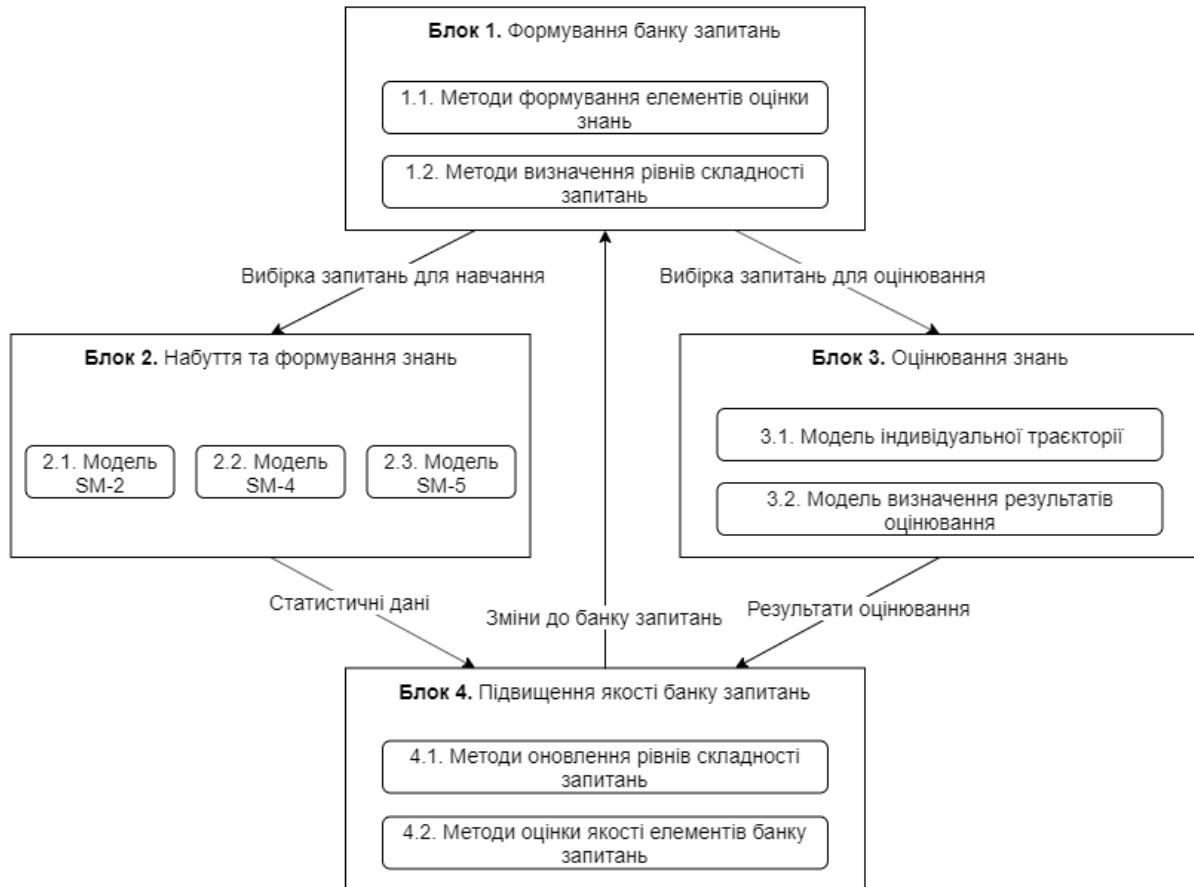 Блок 1. Формування банку запитань
1.1. Методи формування елементів оцінки
знань
1.2. Методи визначення рівнів складності
запитань
Вибірка запитань для навчання
Вибірка запитань для оцінювання
Блок 2. Набуття та формування знань
2.1. Модель
SM-2
2.2. Модель
SM-4
2.3. Модель
SM-5
Блок 3. Оцінювання знань
3.1. Модель індивідуальної траєкторії
3.2. Модель визначення результатів
оцінювання
Статистичні дані
Зміни до банку запитань
Результати оцінювання
Блок 4. Підвищення якості банку запитань
4.1. Методи оновлення рівнів складності
запитань
4.2. Методи оцінки якості елементів банку
запитань